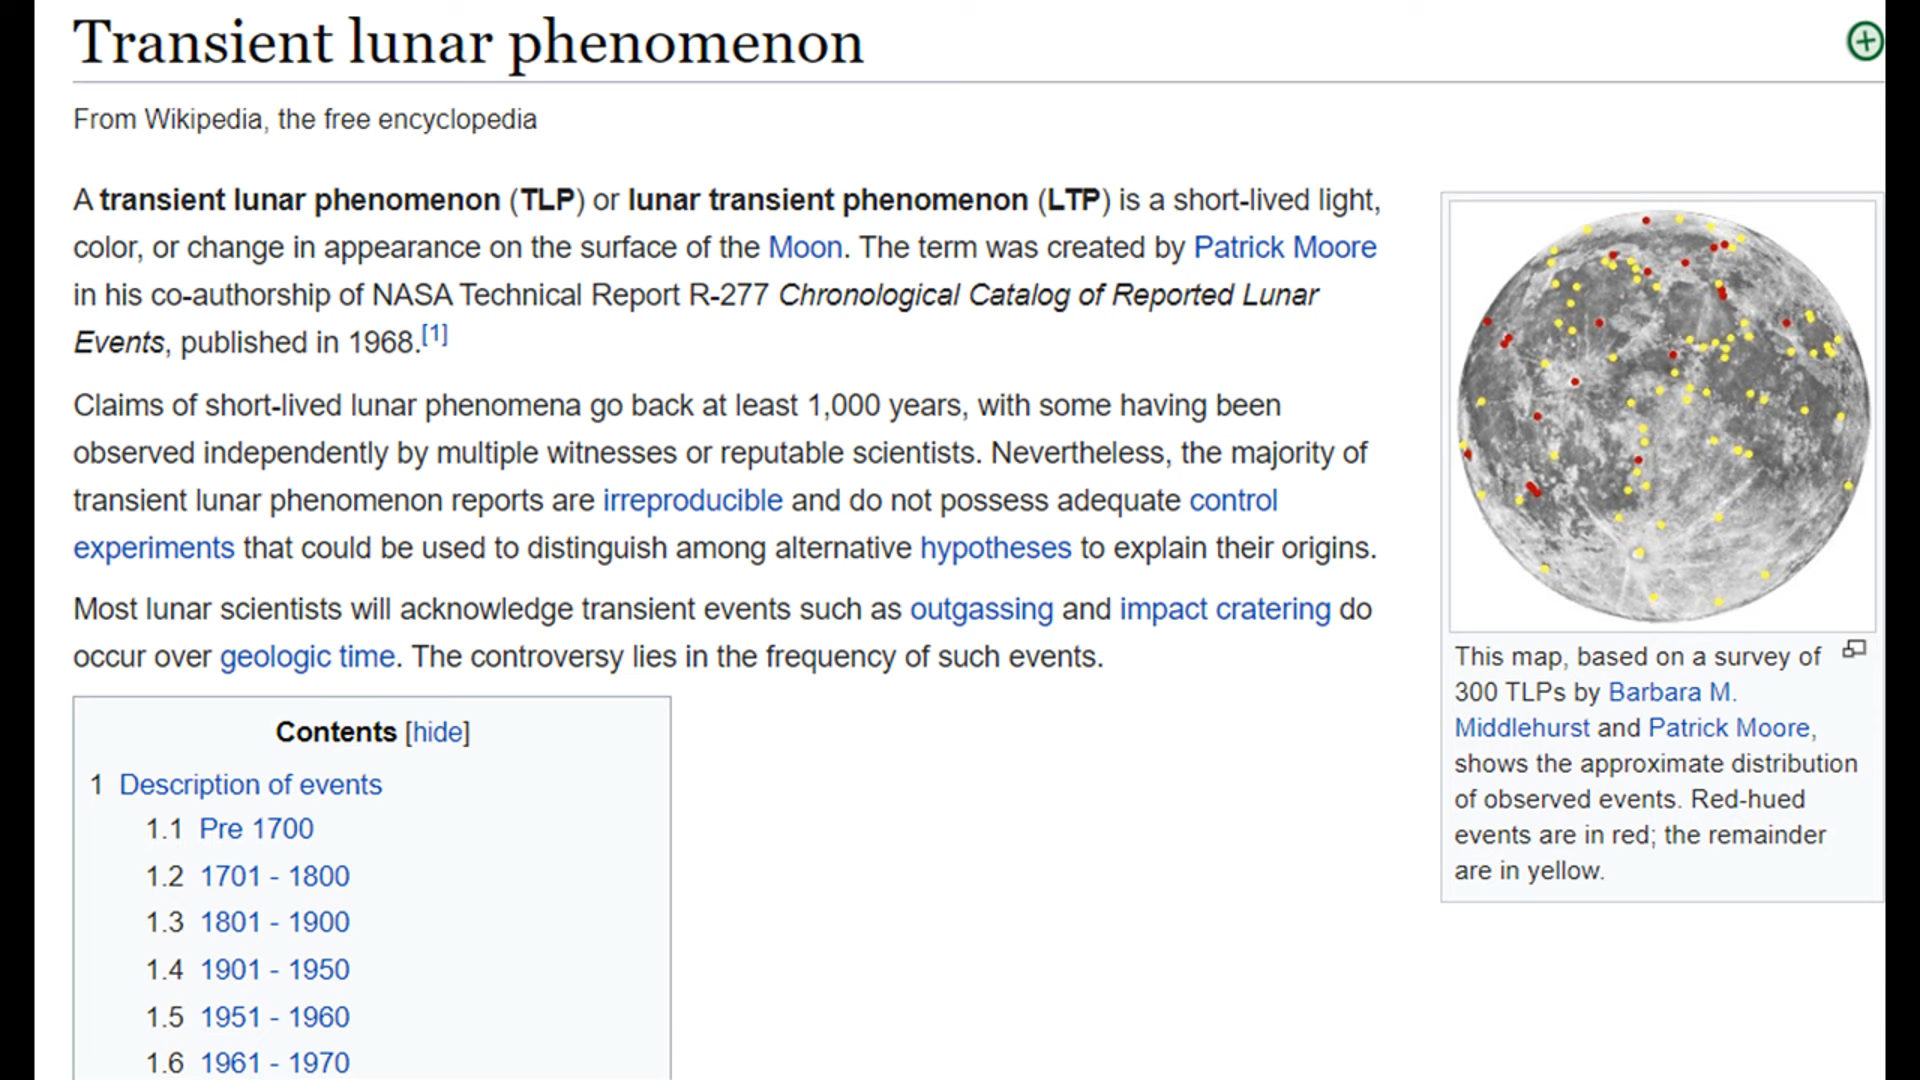 Transient lunar phenomenon
From Wikipedia, the free encyclopedia
A transient lunar phenomenon (TLP) or lunar transient phenomenon (LTP) is a short-lived light,
color, or change in appearance on the surface of the Moon. The term was created by Patrick Moore
in his co-authorship of NASA Technical Report R-277 Chronological Catalog of Reported Lunar
Events, published in 1968.[1]
Claims of short-lived lunar phenomena go back at least 1,000 years, with some having been
observed independently by multiple witnesses or reputable scientists. Nevertheless, the majority of
transient lunar phenomenon reports are irreproducible and do not possess adequate control
experiments that could be used to distinguish among alternative hypotheses to explain their origins.
Most lunar scientists will acknowledge transient events such as outgassing and impact cratering do
occur over geologic time. The controversy lies in the frequency of such events.
Contents [hide]
1 Description of events
1.1 Pre 1700
1.2 1701 - 1800
1.3 1801 - 1900
1.4 1901 - 1950
1.5 1951 - 1960
1.6 1961 - 1970
This map, based on a survey of
300 TLPs by Barbara M.
Middlehurst and Patrick Moore,
shows the approximate distribution
of observed events. Red-hued
events are in red; the remainder
are in yellow.